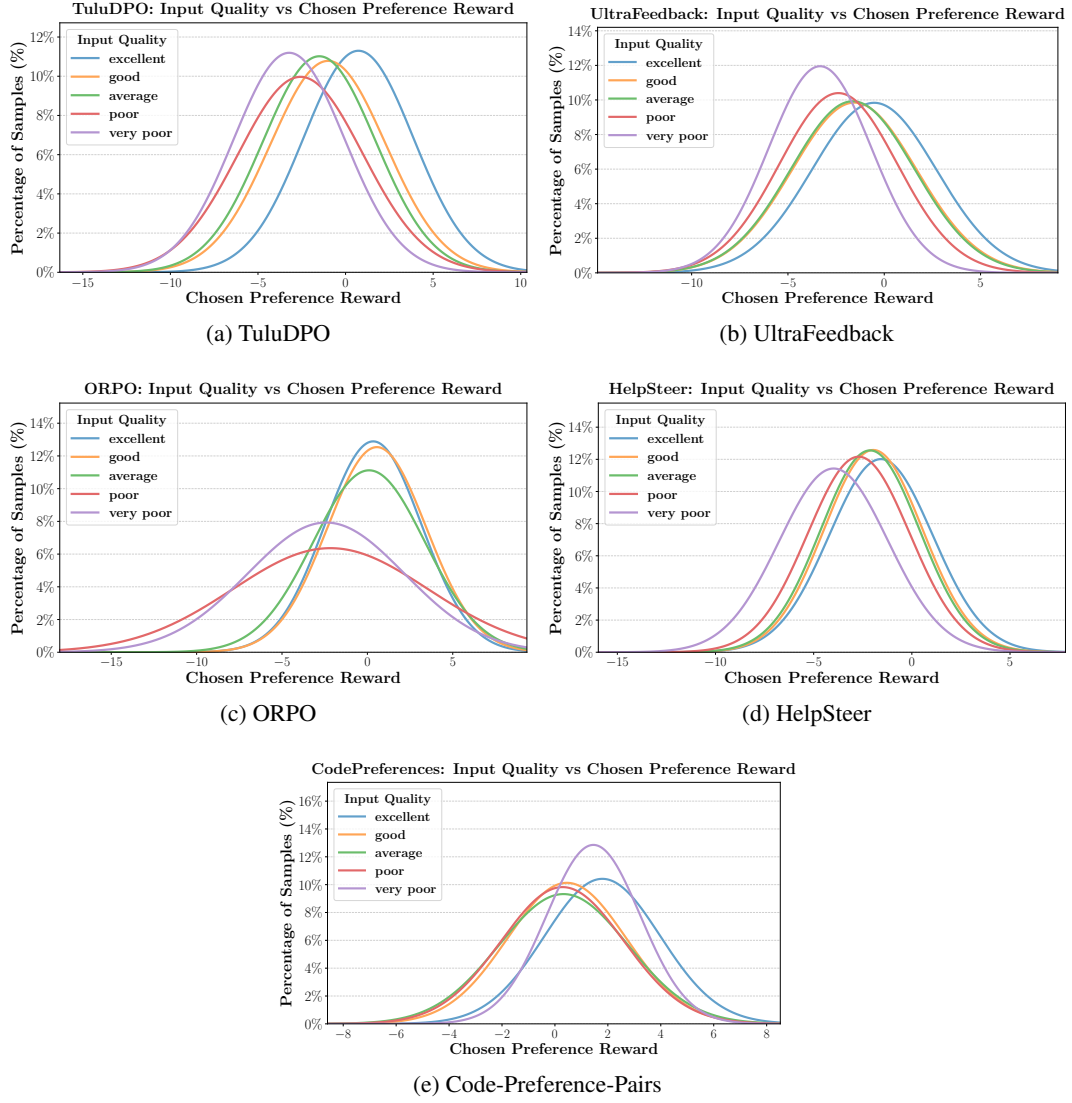 TuluDPO: Input Quality vs Chosen Preference Reward
Percentage of Samples (%)
12%
10%
8%
6%
4%
2%
0%
Input Quality
excellent
good
average
poor
very poor
−15
−10
−5
0
5
10
Chosen Preference Reward
(a) TuluDPO
UltraFeedback: Input Quality vs Chosen Preference Reward
Percentage of Samples (%)
14%
12%
10%
8%
6%
4%
2%
0%
Input Quality
excellent
good
average
poor
very poor
−10
−5
0
5
Chosen Preference Reward
(b) UltraFeedback
ORPO: Input Quality vs Chosen Preference Reward
Percentage of Samples (%)
14%
12%
10%
8%
6%
4%
2%
0%
Input Quality
excellent
good
average
poor
very poor
−15
−10
−5
0
5
Chosen Preference Reward
(c) ORPO
HelpSteer: Input Quality vs Chosen Preference Reward
Percentage of Samples (%)
14%
12%
10%
8%
6%
4%
2%
0%
Input Quality
excellent
good
average
poor
very poor
−15
−10
−5
0
5
Chosen Preference Reward
(d) HelpSteer
CodePreferences: Input Quality vs Chosen Preference Reward
Percentage of Samples (%)
16%
14%
12%
10%
8%
6%
4%
2%
0%
Input Quality
excellent
good
average
poor
very poor
−8
−6
−4
−2
0
2
4
6
8
Chosen Preference Reward
(e) Code-Preference-Pairs